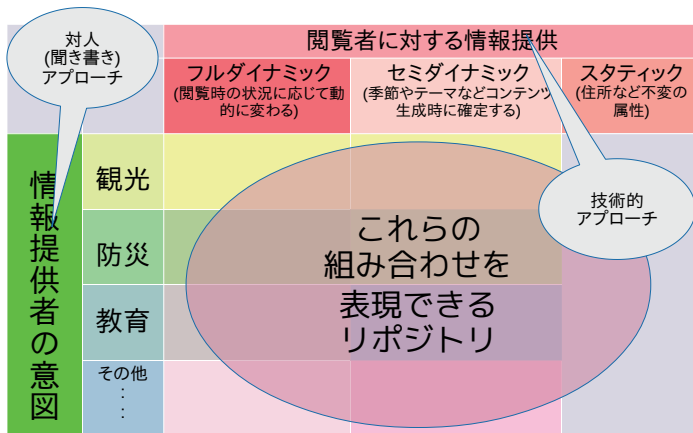 対人
(聞き書き)
アプローチ
閲覧者に対する情報提供
フルダイナミック
(閲覧時の状況に応じて動
的に変わる)
セミダイナミック
(季節やテーマなどコンテンツ
生成時に確定する)
スタティック
(住所など不変の
属性)
情報提供者の意図
観光
防災
教育
その他
：
：
これらの
組み合わせを
表現できる
リポジトリ
技術的
アプローチ